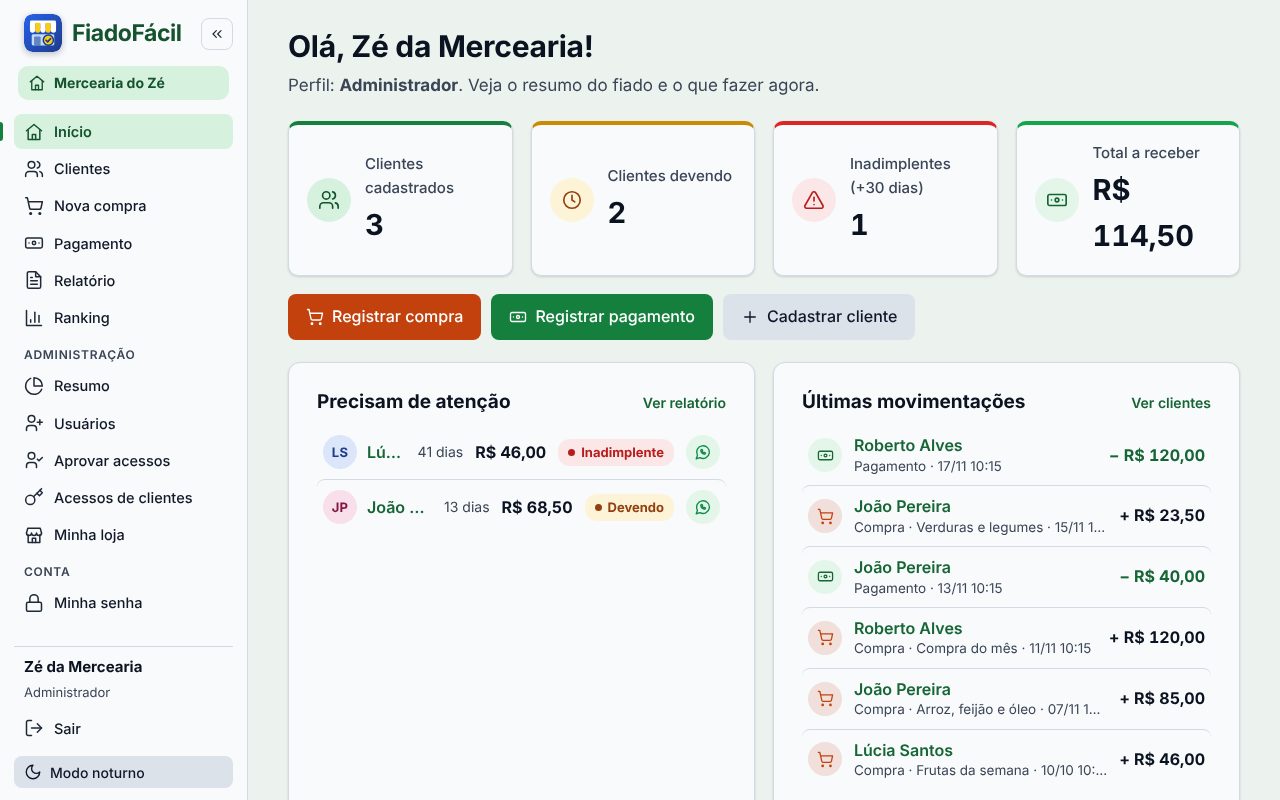 FiadoFácil
Mercearia do Zé
Início
Clientes
Nova compra
Pagamento
Relatório
Ranking
ADMINISTRAÇÃO
Resumo
Usuários
Aprovar acessos
Acessos de clientes
Minha loja
CONTA
Minha senha
Zé da Mercearia
Administrador
Sair
Modo noturno
Olá, Zé da Mercearia!
Perfil: Administrador. Veja o resumo do fiado e o que fazer agora.
Clientes
cadastrados
3
Clientes devendo
2
Inadimplentes
(+30 dias)
1
Total a receber
R$
114,50
Registrar compra
Registrar pagamento
Cadastrar cliente
Precisam de atenção
Ver relatório
LS Lú... 41 dias R$ 46,00 Inadimplente
JP João ... 13 dias R$ 68,50 Devendo
Últimas movimentações
Ver clientes
Roberto Alves
Pagamento · 17/11 10:15
– R$ 120,00
João Pereira
Compra · Verduras e legumes · 15/11 1...
+ R$ 23,50
João Pereira
Pagamento · 13/11 10:15
– R$ 40,00
Roberto Alves
Compra · Compra do mês · 11/11 10:15
+ R$ 120,00
João Pereira
Compra · Arroz, feijão e óleo · 07/11 1...
+ R$ 85,00
Lúcia Santos
Compra · Frutas da semana · 10/10 10:...
+ R$ 46,00